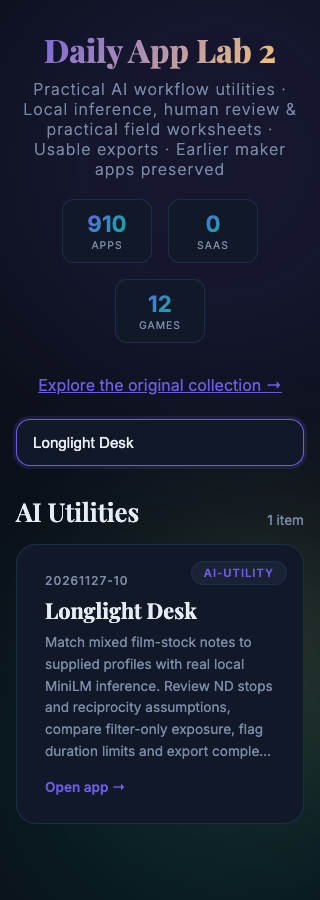 Daily App Lab 2
Practical AI workflow utilities ·
Local inference, human review &
practical field worksheets ·
Usable exports · Earlier maker
apps preserved
910
APPS
0
SAAS
12
GAMES
Explore the original collection →
Longlight Desk
AI Utilities
1 item
AI-UTILITY
20261127-10
Longlight Desk
Match mixed film-stock notes to
supplied profiles with real local
MiniLM inference. Review ND stops
and reciprocity assumptions,
compare filter-only exposure, flag
duration limits and export comple...
Open app →